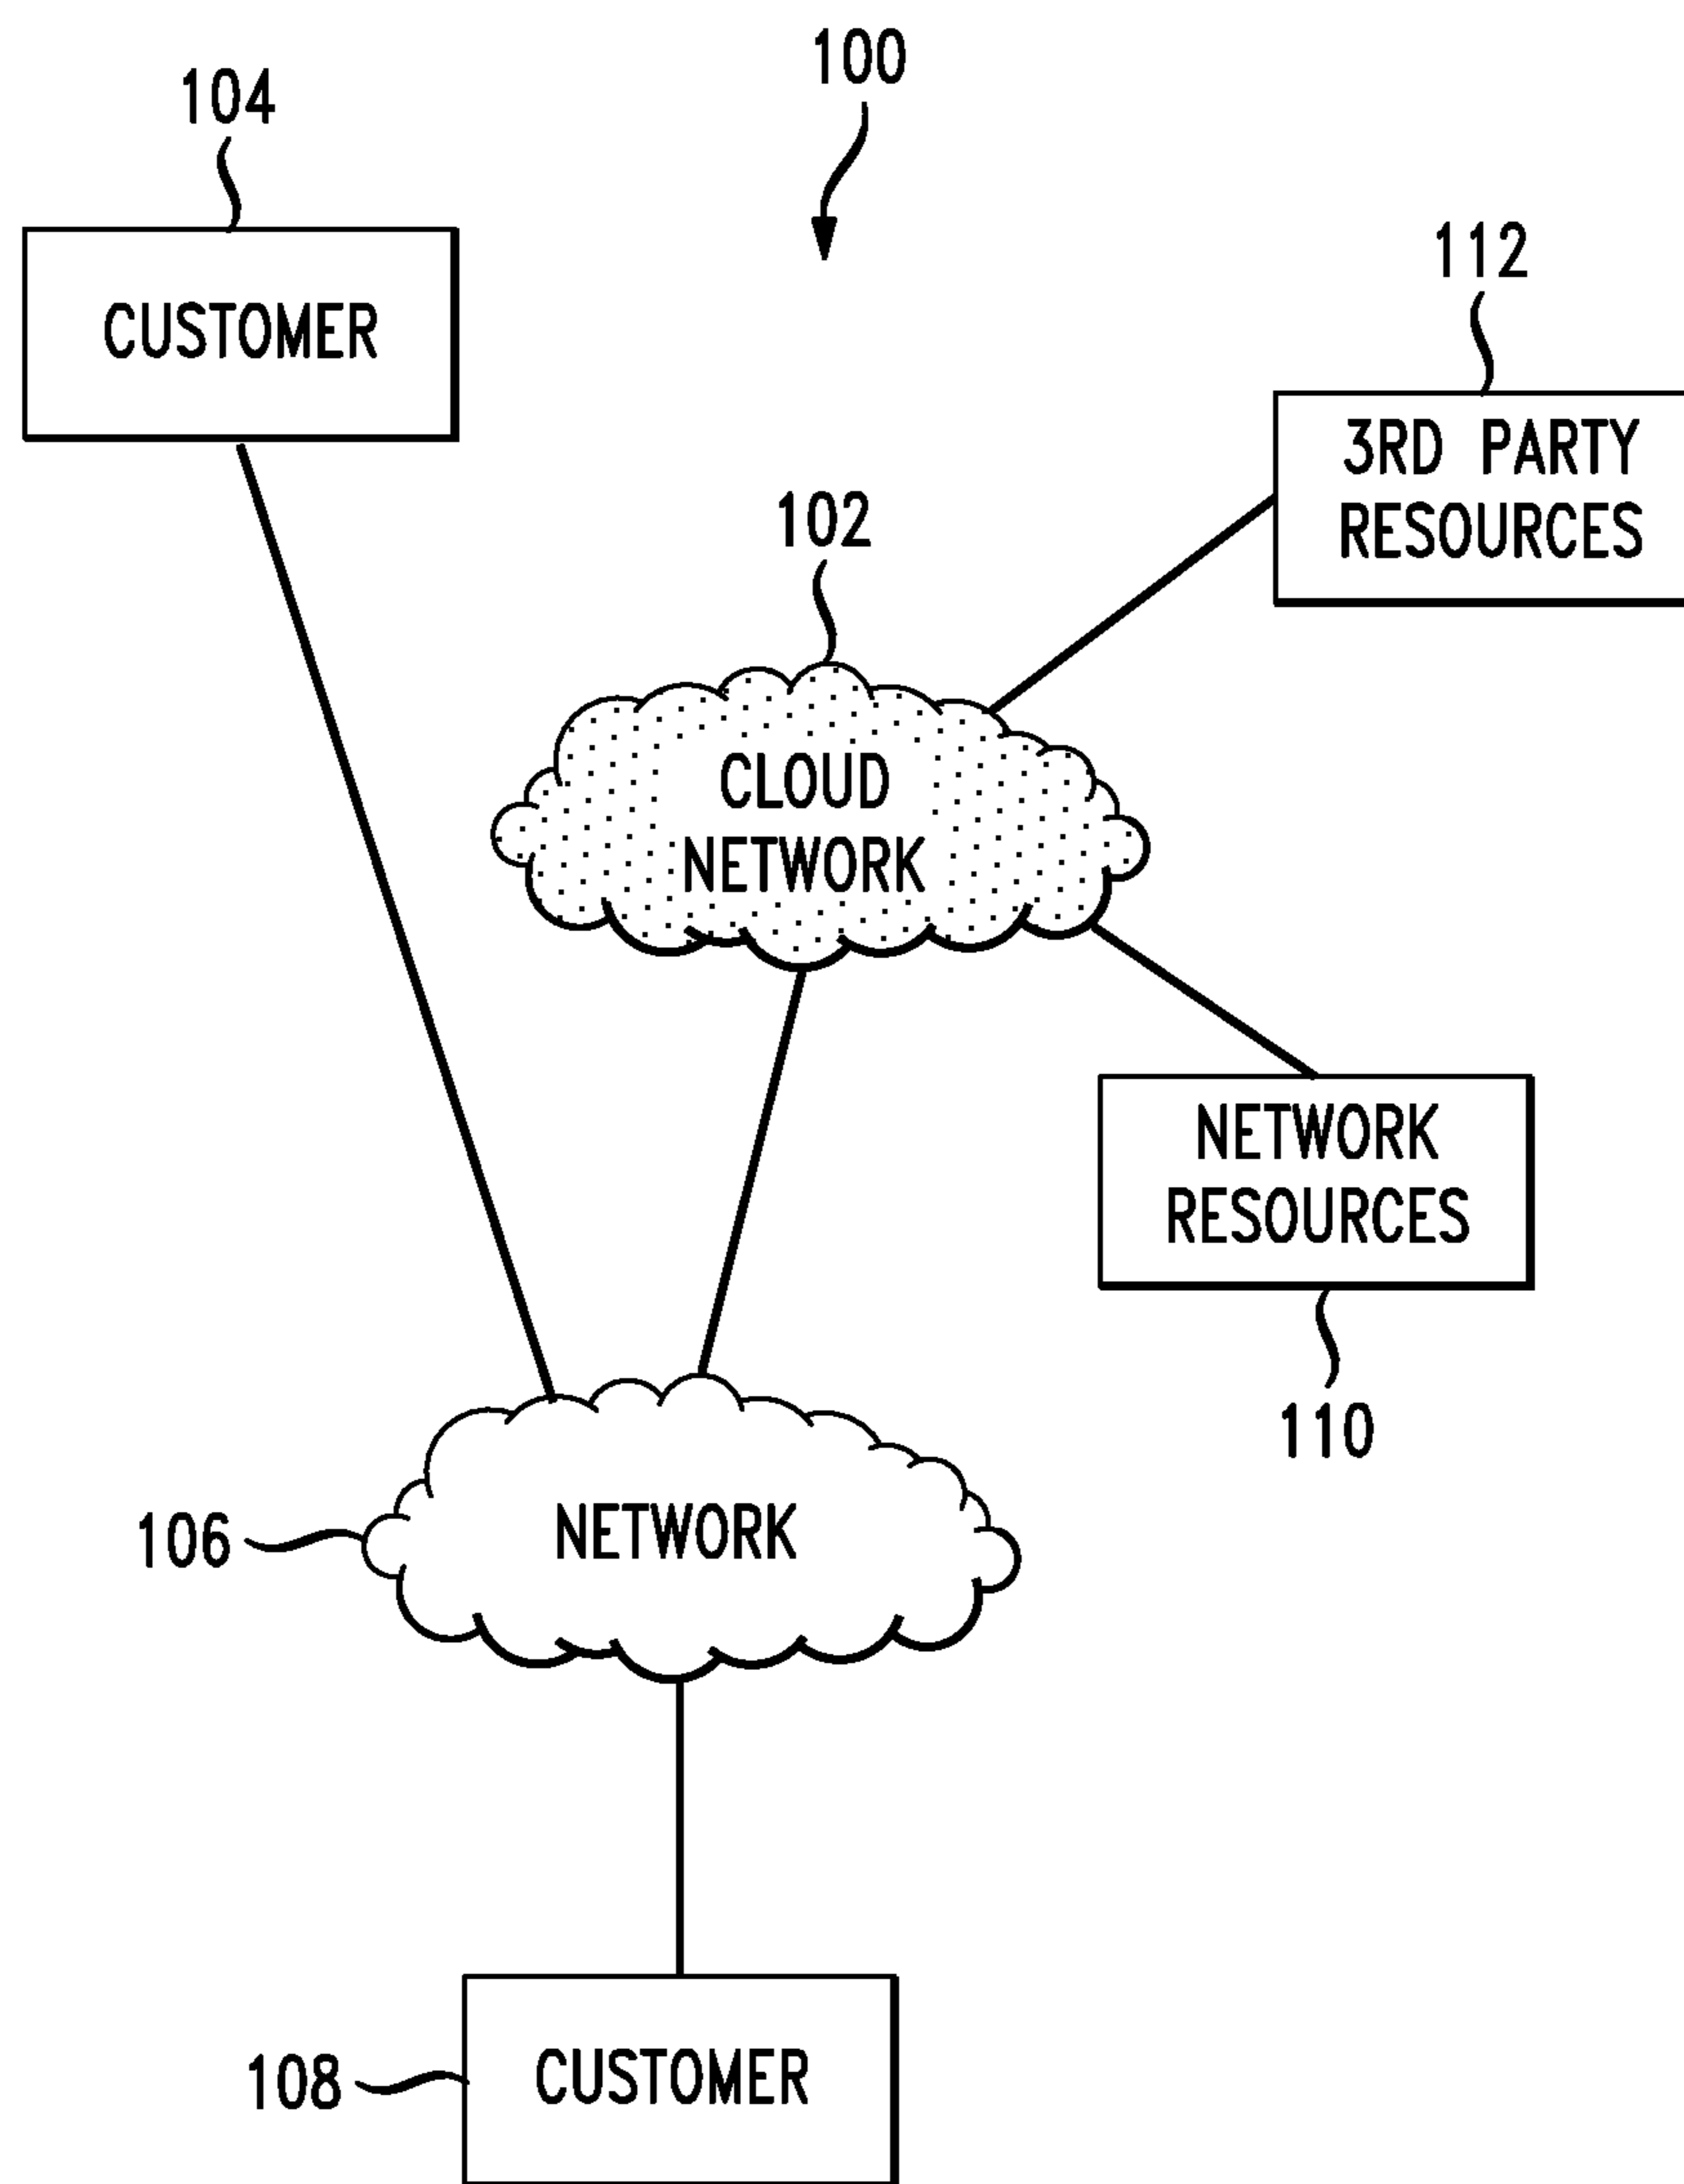 100
104
CUSTOMER
112
3RD PARTY
RESOURCES
102
CLOUD
NETWORK
NETWORK
RESOURCES
110
106
NETWORK
108
CUSTOMER